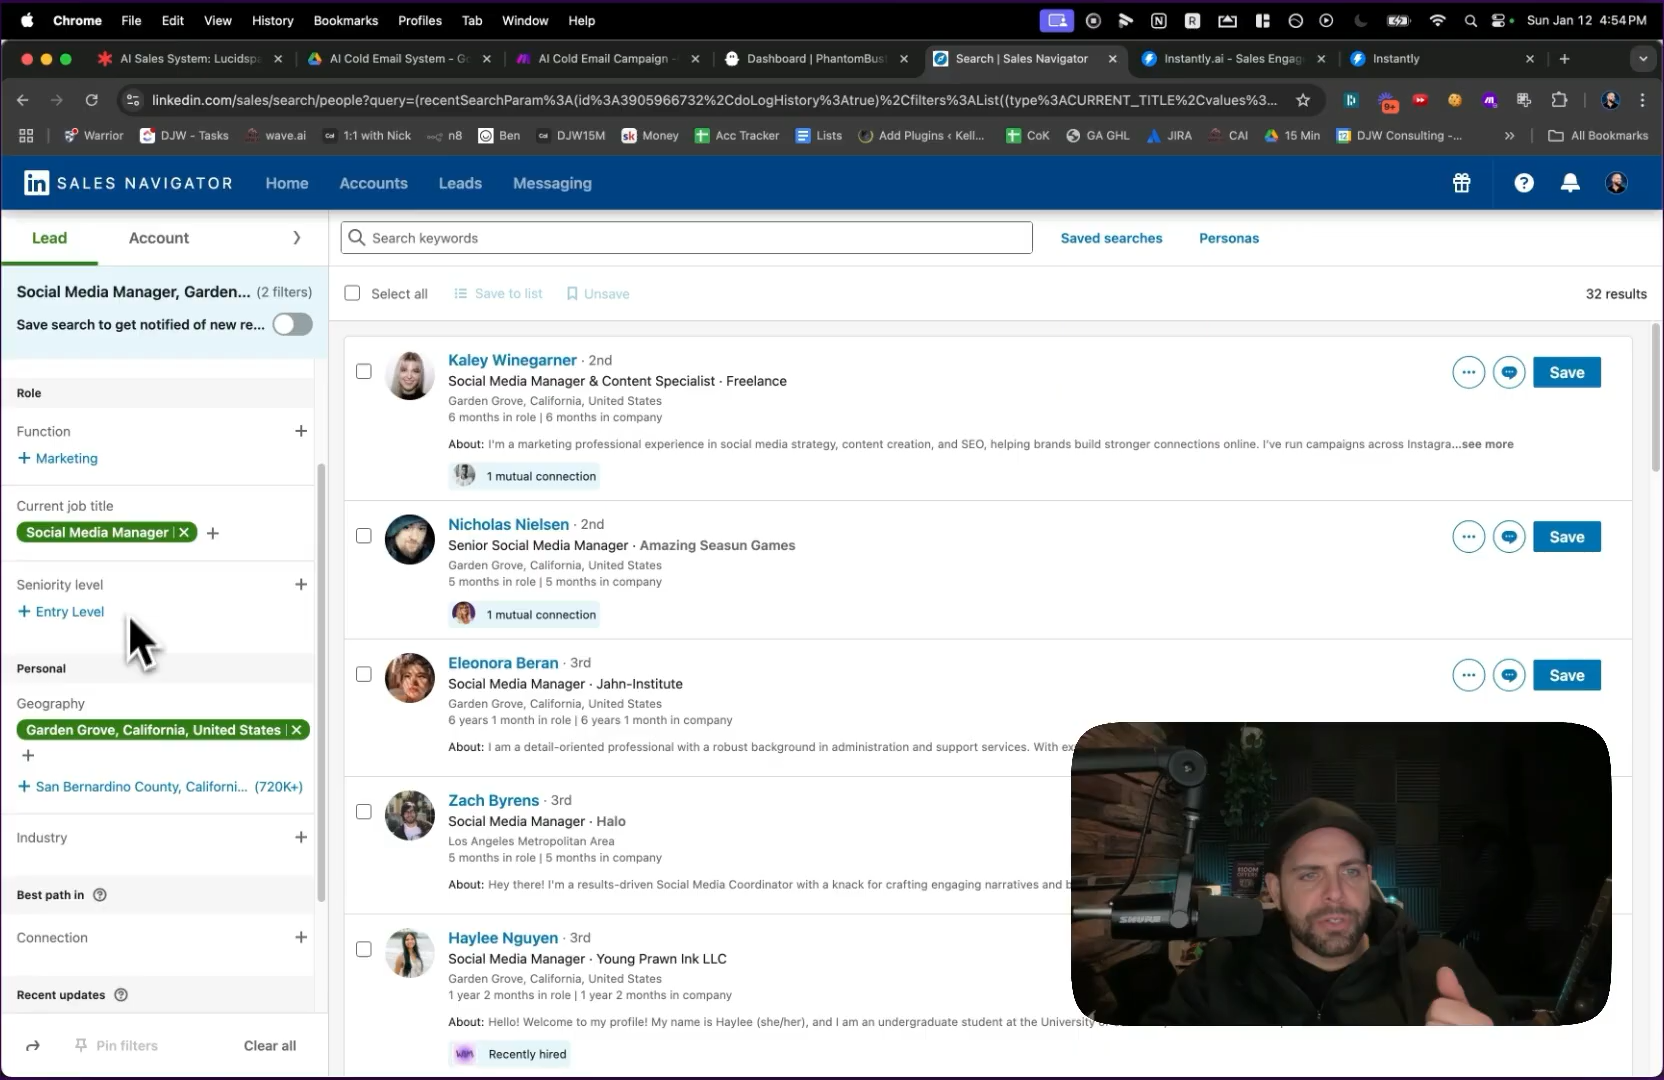 Chrome File Edit View History Bookmarks Profiles Tab Window Help Sun Jan 12 4:54 PM
AI Sales System: Lucidspa AI Cold Email System - Go AI Cold Email Campaign - Dashboard | PhantomBust Search | Sales Navigator Instantly.ai - Sales Engag Instantly
linkedin.com/sales/search/people?query=(recentSearchParam%3A(id%3A3905966732%2CdoLogHistory%3Atrue)%2Cfilters%3AList((type%3ACURRENT_TITLE%2Cvalues%3...
9+
Warrior DJW - Tasks wave.ai 1:1 with Nick n8 Ben DJW15M Money Acc Tracker Lists Add Plugins ‹ Kell... CoK GA GHL JIRA CAI 15 Min DJW Consulting -... » All Bookmarks
in SALES NAVIGATOR Home Accounts Leads Messaging
Lead Account
Search keywords
Saved searches Personas
Social Media Manager, Garden... (2 filters)
Save search to get notified of new re...
Select all Save to list Unsave 32 results
Role
Function
+ Marketing
Current job title
Social Media Manager
Seniority level
+ Entry Level
Personal
Geography
Garden Grove, California, United States
+ San Bernardino County, Californi... (720K+)
Industry
Best path in
Connection
Recent updates
Pin filters Clear all
Kaley Winegarner · 2nd
Social Media Manager & Content Specialist · Freelance
Garden Grove, California, United States
6 months in role | 6 months in company
About: I'm a marketing professional experience in social media strategy, content creation, and SEO, helping brands build stronger connections online. I've run campaigns across Instagra...see more
1 mutual connection
Save
Nicholas Nielsen · 2nd
Senior Social Media Manager · Amazing Seasun Games
Garden Grove, California, United States
5 months in role | 5 months in company
1 mutual connection
Save
Eleonora Beran · 3rd
Social Media Manager · Jahn-Institute
Garden Grove, California, United States
6 years 1 month in role | 6 years 1 month in company
About: I am a detail-oriented professional with a robust background in administration and support services. With ex
Save
Zach Byrens · 3rd
Social Media Manager · Halo
Los Angeles Metropolitan Area
5 months in role | 5 months in company
About: Hey there! I'm a results-driven Social Media Coordinator with a knack for crafting engaging narratives and b
Haylee Nguyen · 3rd
Social Media Manager · Young Prawn Ink LLC
Garden Grove, California, United States
1 year 2 months in role | 1 year 2 months in company
About: Hello! Welcome to my profile! My name is Haylee (she/her), and I am an undergraduate student at the University
Recently hired
SHURE